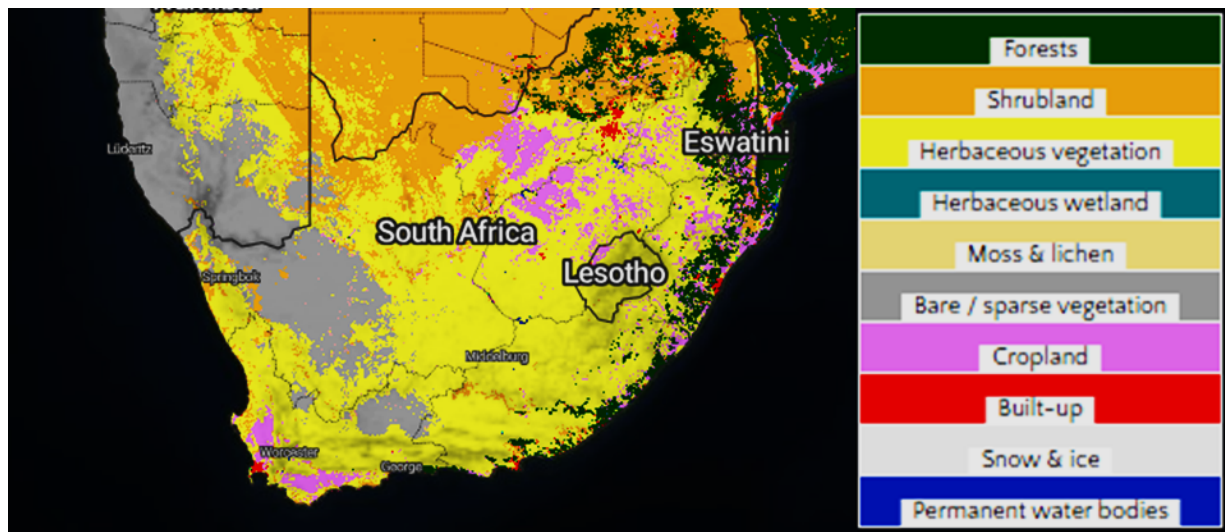 Lüderitz
Eswatini
South Africa
Lesotho
Springbok
Middelburg
Worcester
George
Forests
Shrubland
Herbaceous vegetation
Herbaceous wetland
Moss & lichen
Bare / sparse vegetation
Cropland
Built-up
Snow & ice
Permanent water bodies